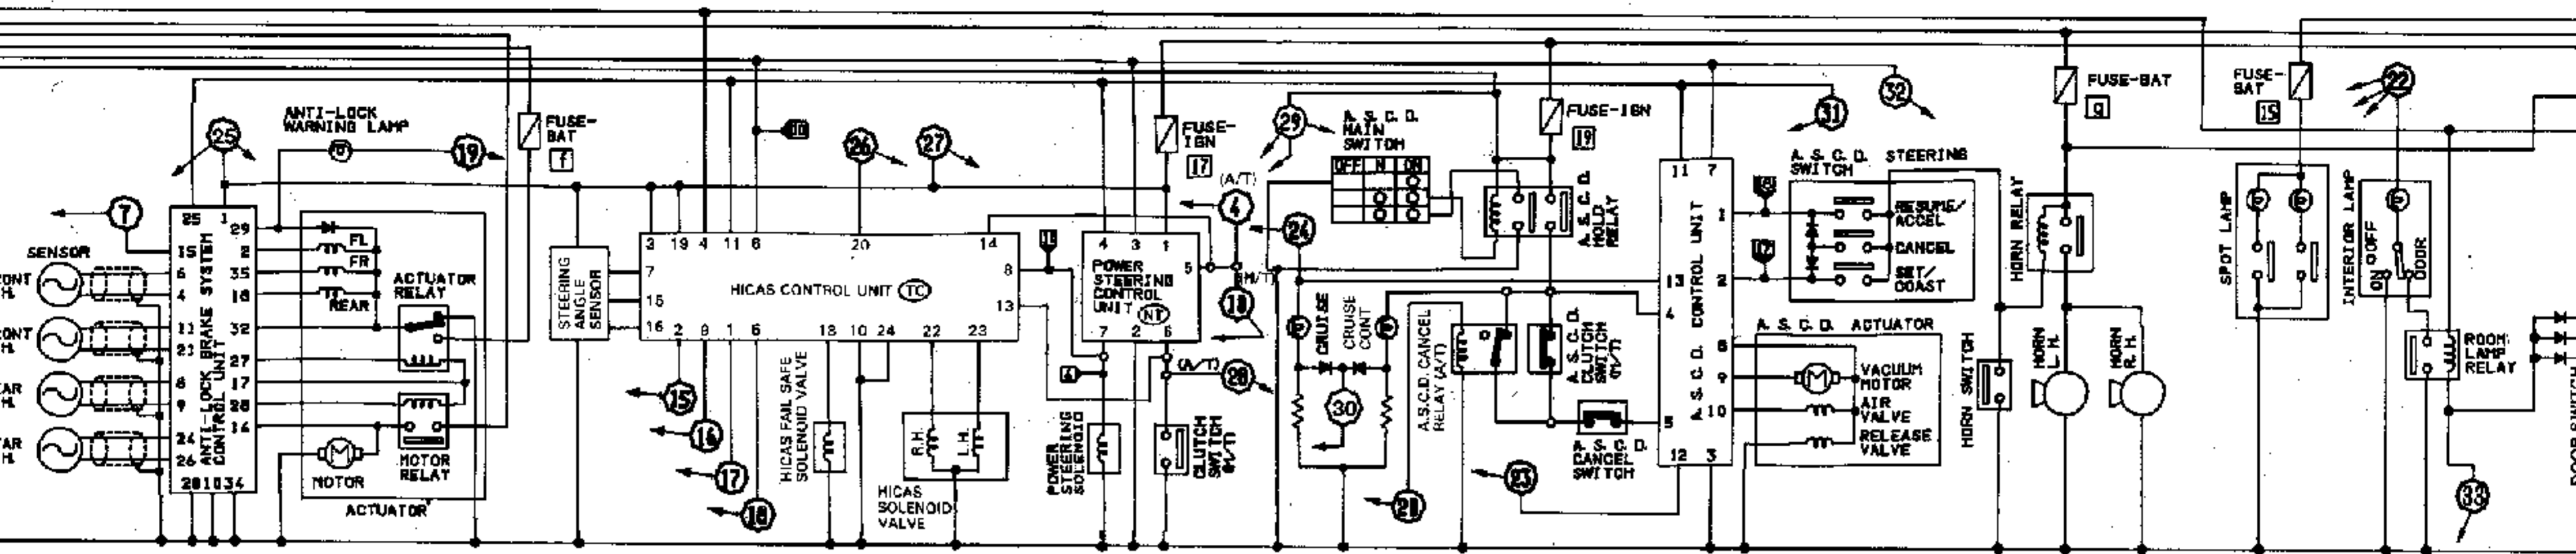 ANTI-LOCK
WARNING LAMP
25
19
7
SENSOR
25 1
29
15
2
6
35
4
18
11
32
21
27
8
17
9
28
24
14
26
28 10 34
ANTI-LOCK BRAKE SYSTEM
CONTROL UNIT
FL
FR
REAR
ACTUATOR
RELAY
MOTOR
MOTOR
RELAY
ACTUATOR
FUSE-
BAT
f
STEERING
ANGLE
SENSOR
26
27
3 19 4 11 6 20 14
7
15
16
8
13
HICAS CONTROL UNIT TC
2 9 1 5 18 10 24 22 23
15
16
17
18
HICAS FAIL SAFE
SOLENOID VALVE
R.H.
L.H.
HICAS
SOLENOID
VALVE
FUSE-
IGN
17
4 3 1
5
POWER
STEERING
CONTROL
UNIT NT
7 2 6
(A/T)
4
(M/T)
(A/T)
28
POWER
STEERING
SOLENOID
CLUTCH
SWITCH
(M/T)
29
A. S. C. D.
MAIN
SWITCH
OFF N ON
FUSE-IGN
19
A. S. C. D.
HOLD
RELAY
24
CRUISE
CRUISE
CONT
30
A.S.C.D. CANCEL
RELAY (A/T)
A. S. C. D.
CLUTCH
SWITCH
(M/T)
A. S. C. D.
CANCEL
SWITCH
23
31
32
11 7
1
2
13
4
8
9
10
5
12 3
A. S. C. D. CONTROL UNIT
A. S. C. D. STEERING
SWITCH
RESUME/
ACCEL
CANCEL
SET/
COAST
A. S. C. D. ACTUATOR
VACUUM
MOTOR
AIR
VALVE
RELEASE
VALVE
HORN SWITCH
HORN RELAY
FUSE-BAT
g
HORN
L. H.
HORN
R. H.
FUSE-
BAT
15
22
SPOT LAMP
INTERIOR LAMP
ON OFF
DOOR
ROOM
LAMP
RELAY
33